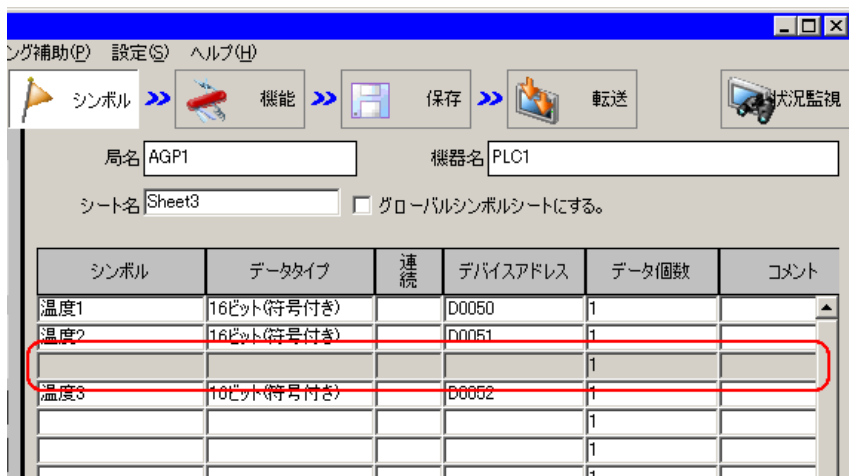 ング補助(P) 設定(S) ヘルプ(H)
シンボル 機能 保存 転送 状況監視
局名 AGP1 機器名 PLC1
シート名 Sheet3 グローバルシンボルシートにする。
シンボル データタイプ 連続 デバイスアドレス データ個数 コメント
温度1 16ビット(符号付き) D0050 1
温度2 16ビット(符号付き) D0051 1
1
温度3 16ビット(符号付き) D0052 1
1
1
1